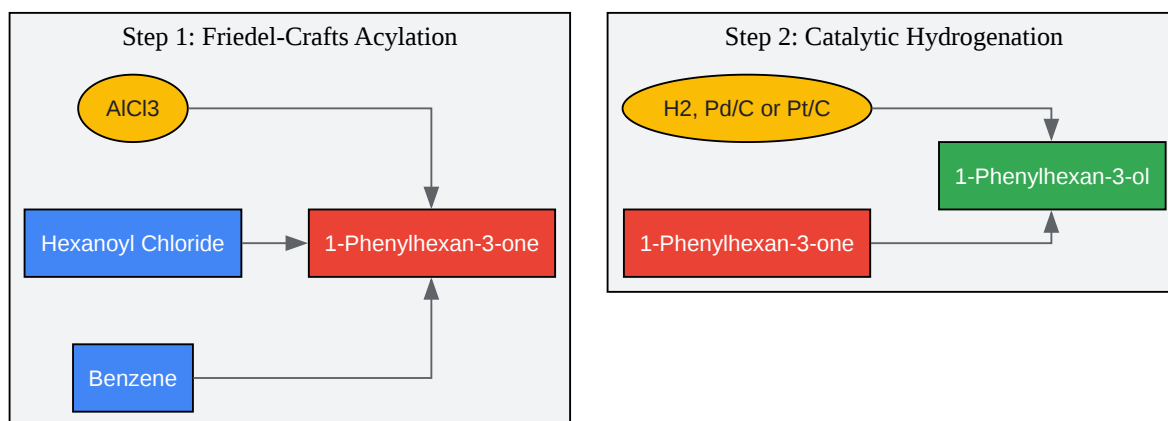 Step 1: Friedel-Crafts Acylation
AlCl3
Hexanoyl Chloride
1-Phenylhexan-3-one
Benzene
Step 2: Catalytic Hydrogenation
H2, Pd/C or Pt/C
1-Phenylhexan-3-ol
1-Phenylhexan-3-one